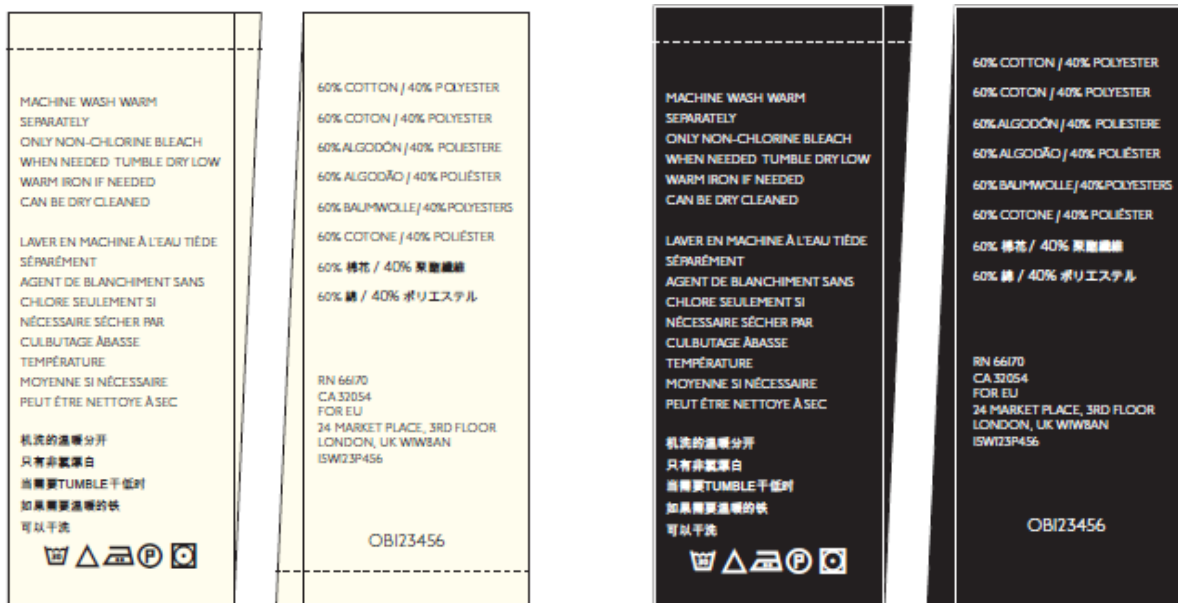 MACHINE WASH WARM
SEPARATELY
ONLY NON-CHLORINE BLEACH
WHEN NEEDED TUMBLE DRY LOW
WARM IRON IF NEEDED
CAN BE DRY CLEANED
LAVER EN MACHINE À L'EAU TIÈDE
SÉPARÉMENT
AGENT DE BLANCHIMENT SANS
CHLORE SEULEMENT SI
NÉCESSAIRE SÉCHER PAR
CULBUTAGE ÀBASSE
TEMPÉRATURE
MOYENNE SI NÉCESSAIRE
PEUT ÊTRE NETTOYE À SEC
机洗的温暖分开
只有非氯漂白
当需要TUMBLE干低时
如果需要温暖的铁
可以干洗
60% COTTON / 40% POLYESTER
60% COTON / 40% POLYESTER
60% ALGODÓN / 40% POLIESTERE
60% ALGODÃO / 40% POLIÉSTER
60% BAUMWOLLE / 40% POLYESTERS
60% COTONE / 40% POLIÉSTER
60% 棉花 / 40% 聚酯纖維
60% 綿 / 40% ポリエステル
RN 66170
CA 32054
FOR EU
24 MARKET PLACE, 3RD FLOOR
LONDON, UK W1W8AN
15W123P456
OB123456
MACHINE WASH WARM
SEPARATELY
ONLY NON-CHLORINE BLEACH
WHEN NEEDED TUMBLE DRY LOW
WARM IRON IF NEEDED
CAN BE DRY CLEANED
LAVER EN MACHINE À L'EAU TIÈDE
SÉPARÉMENT
AGENT DE BLANCHIMENT SANS
CHLORE SEULEMENT SI
NÉCESSAIRE SÉCHER PAR
CULBUTAGE ÀBASSE
TEMPÉRATURE
MOYENNE SI NÉCESSAIRE
PEUT ÊTRE NETTOYE À SEC
机洗的温暖分开
只有非氯漂白
当需要TUMBLE干低时
如果需要温暖的铁
可以干洗
60% COTTON / 40% POLYESTER
60% COTON / 40% POLYESTER
60% ALGODÓN / 40% POLIESTERE
60% ALGODÃO / 40% POLIÉSTER
60% BAUMWOLLE / 40% POLYESTERS
60% COTONE / 40% POLIÉSTER
60% 棉花 / 40% 聚酯纖維
60% 綿 / 40% ポリエステル
RN 66170
CA 32054
FOR EU
24 MARKET PLACE, 3RD FLOOR
LONDON, UK W1W8AN
15W123P456
OB123456